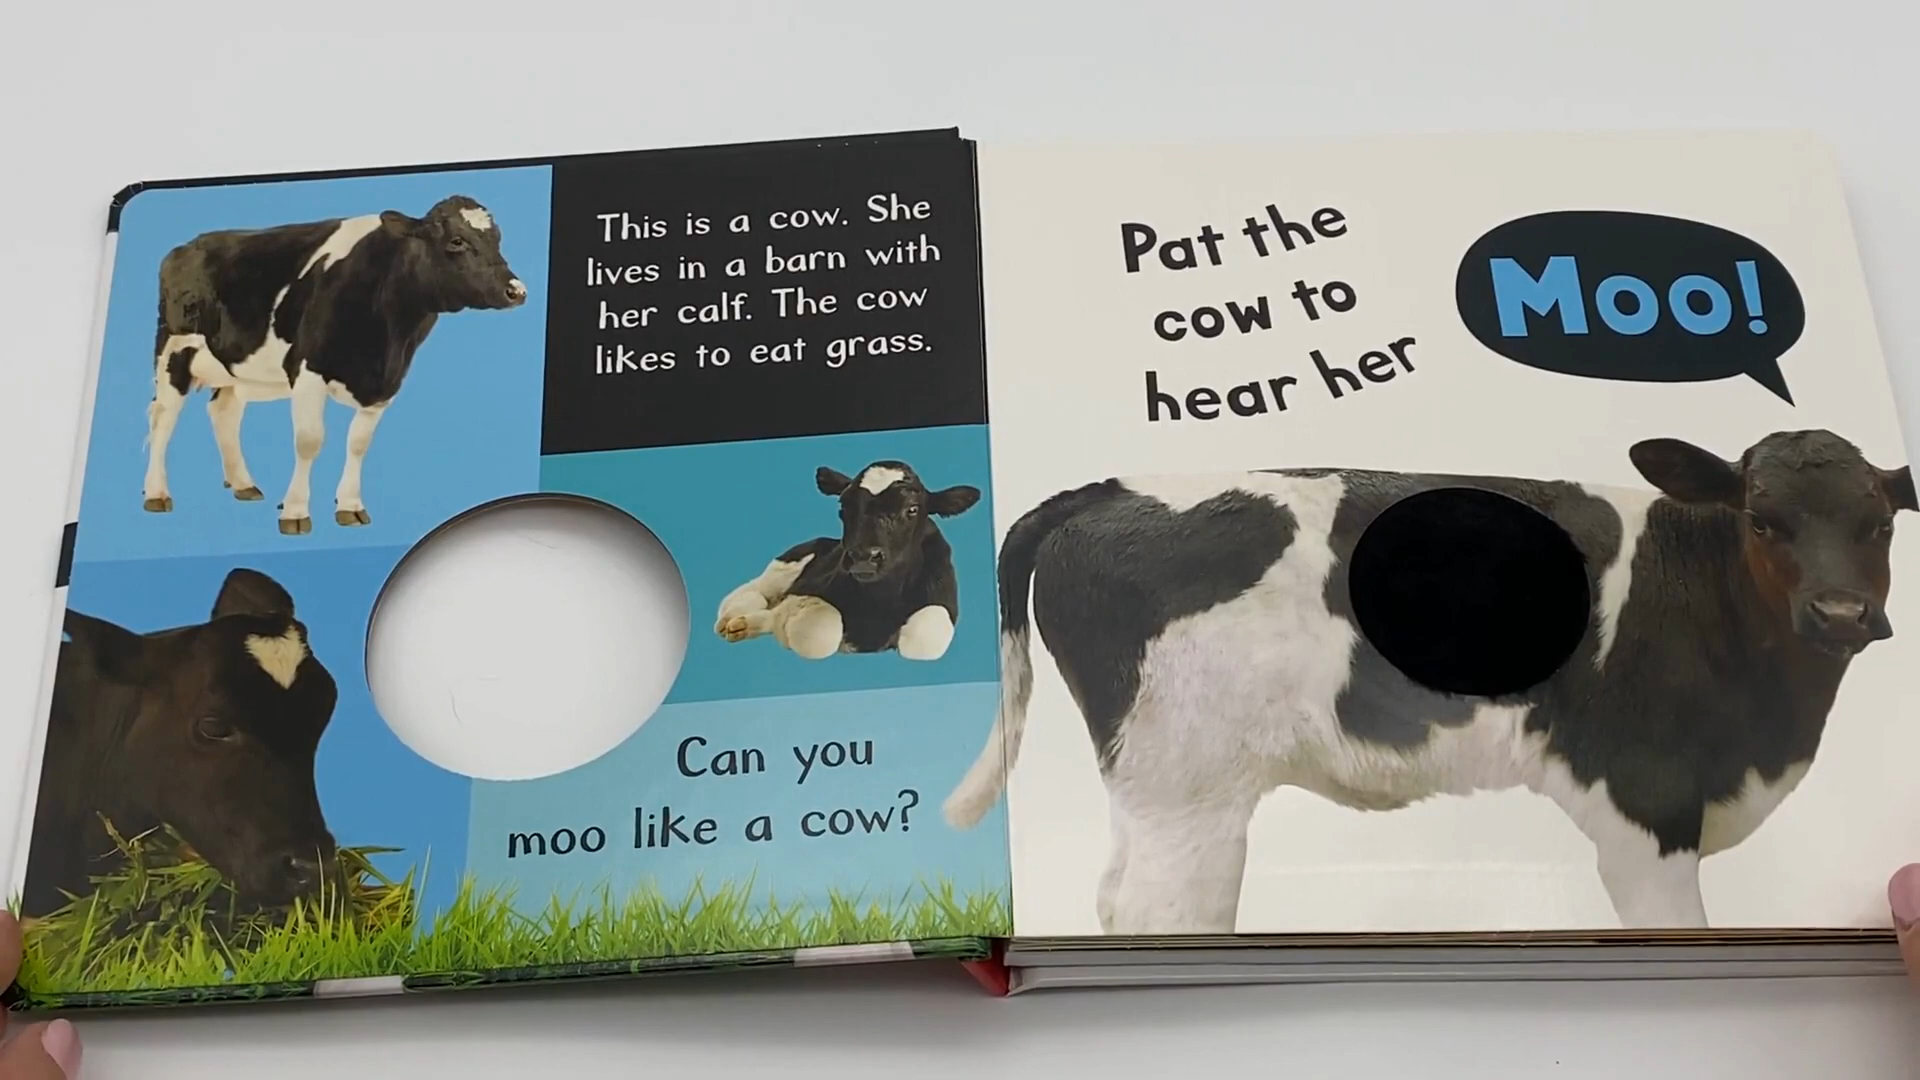 This is a cow. She
lives in a barn with
her calf. The cow
likes to eat grass.
Can you
moo like a cow?
Pat the
cow to
hear her
Moo!